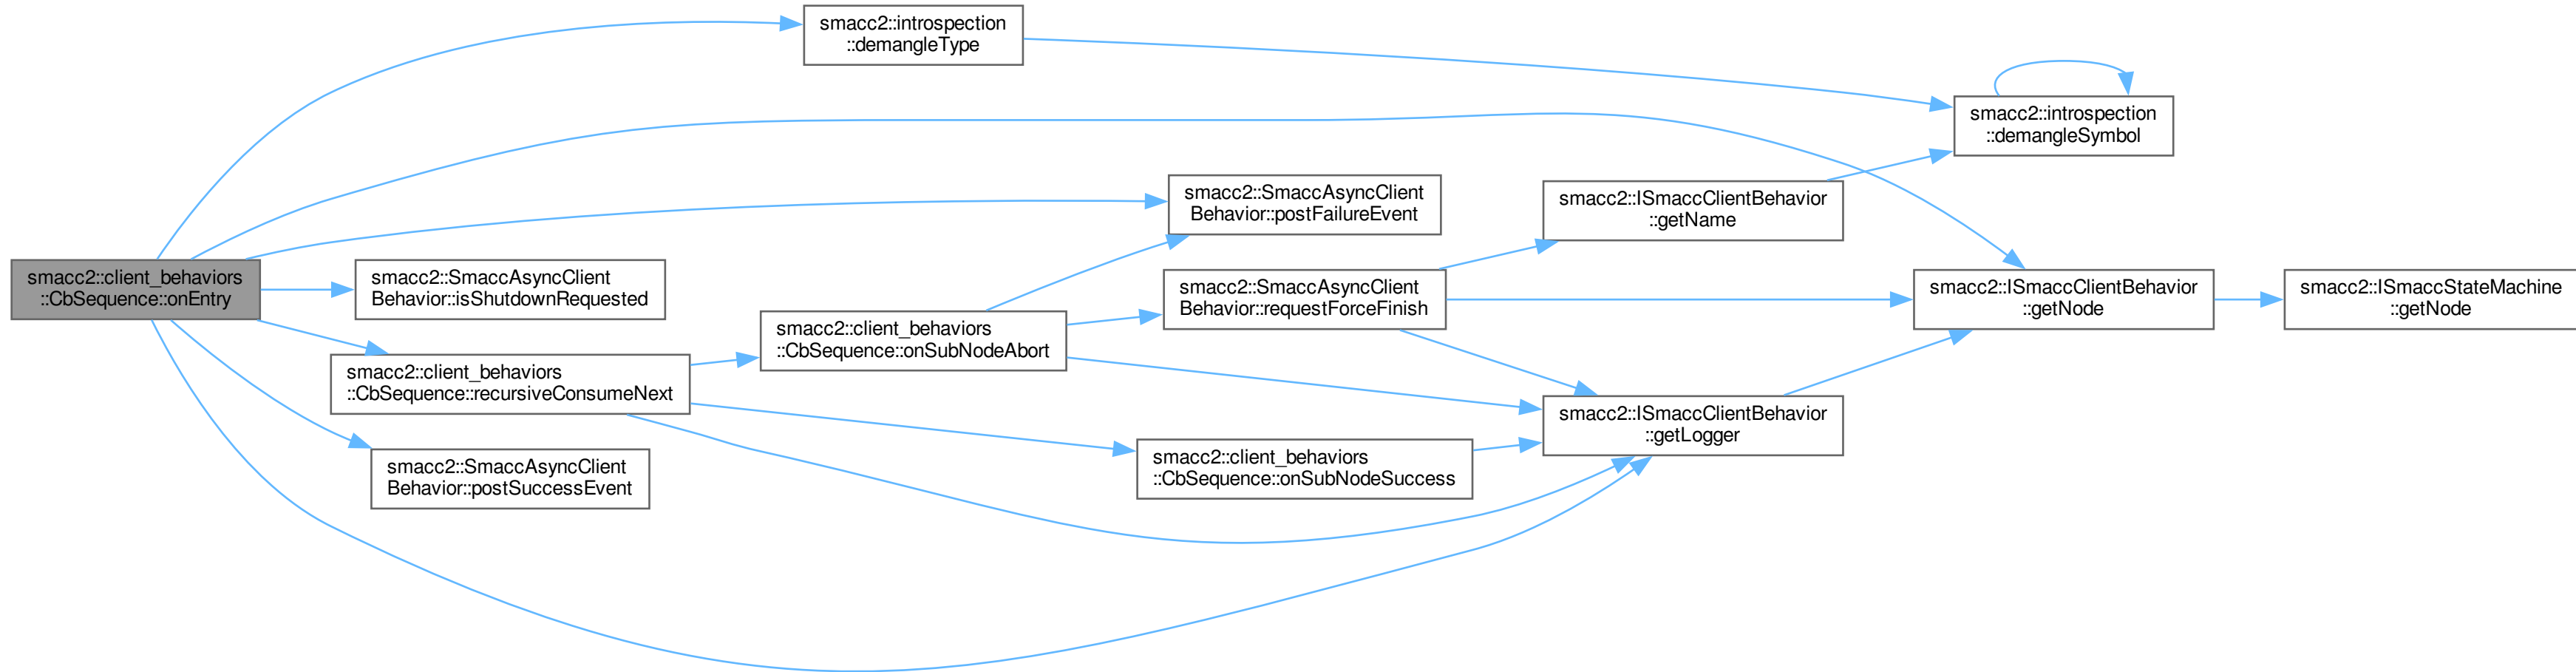 smacc2::introspection
::demangleType
smacc2::introspection
::demangleSymbol
smacc2::SmaccAsyncClient
Behavior::postFailureEvent
smacc2::ISmaccClientBehavior
::getName
smacc2::client_behaviors
::CbSequence::onEntry
smacc2::SmaccAsyncClient
Behavior::isShutdownRequested
smacc2::SmaccAsyncClient
Behavior::requestForceFinish
smacc2::ISmaccClientBehavior
::getNode
smacc2::ISmaccStateMachine
::getNode
smacc2::client_behaviors
::CbSequence::onSubNodeAbort
smacc2::client_behaviors
::CbSequence::recursiveConsumeNext
smacc2::ISmaccClientBehavior
::getLogger
smacc2::client_behaviors
::CbSequence::onSubNodeSuccess
smacc2::SmaccAsyncClient
Behavior::postSuccessEvent